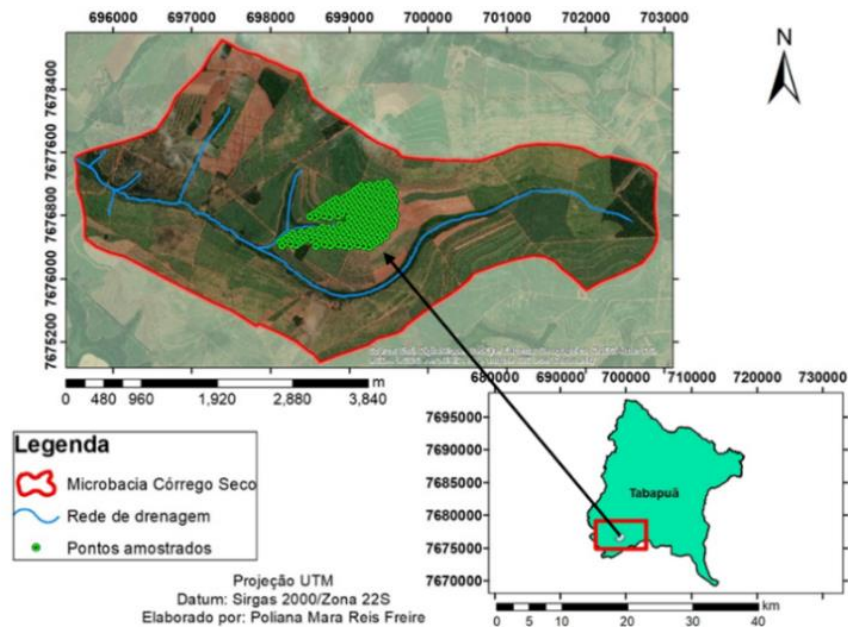 696000 697000 698000 699000 700000 701000 702000 703000
N
7678400
7677600
7676800
7676000
7675200
m
0 480 960 1,920 2,880 3,840
680000 690000 700000 710000 720000 730000
7695000
7690000
7685000
7680000
7675000
7670000
Tabapuã
km
0 5 10 20 30 40
Legenda
Microbacia Córrego Seco
Rede de drenagem
Pontos amostrados
Projeção UTM
Datum: Sirgas 2000/Zona 22S
Elaborado por: Poliana Mara Reis Freire